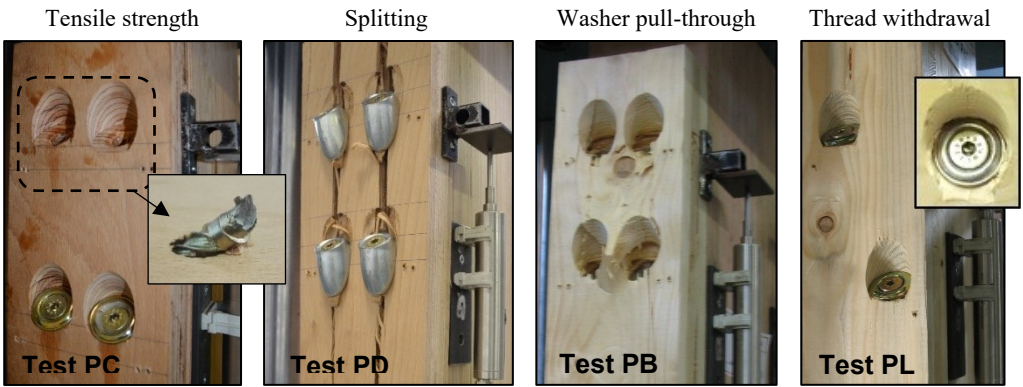 Tensile strength
Splitting
Washer pull-through
Thread withdrawal
Test PC
Test PD
Test PB
Test PL